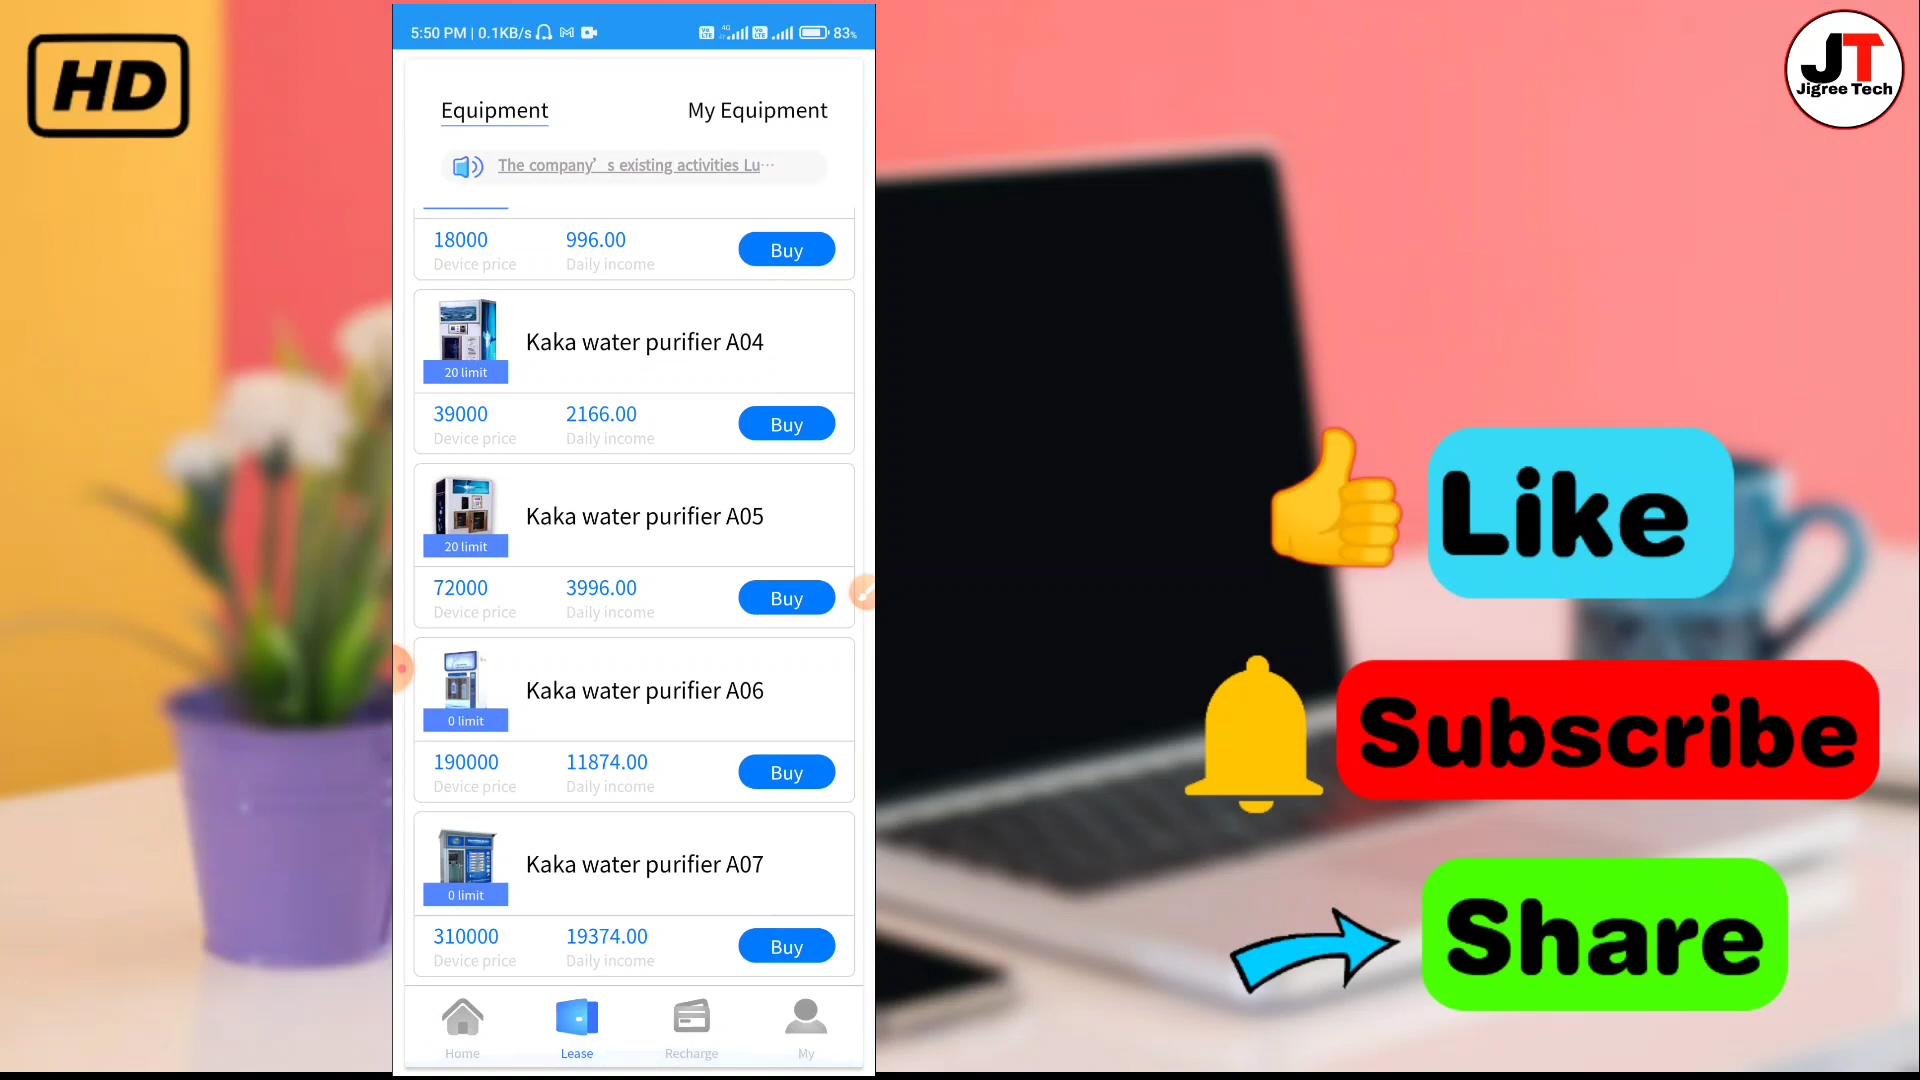 HD
5:50 PM | 0.1KB/s
83%
JT
Jigree Tech
Equipment
My Equipment
The company’s existing activities Lu…
18000
996.00
Buy
Device price
Daily income
Kaka water purifier A04
20 limit
39000
2166.00
Buy
Device price
Daily income
Kaka water purifier A05
20 limit
72000
3996.00
Buy
Device price
Daily income
Kaka water purifier A06
0 limit
190000
11874.00
Buy
Device price
Daily income
Kaka water purifier A07
0 limit
310000
19374.00
Buy
Device price
Daily income
Home
Lease
Recharge
My
Like
Subscribe
Share